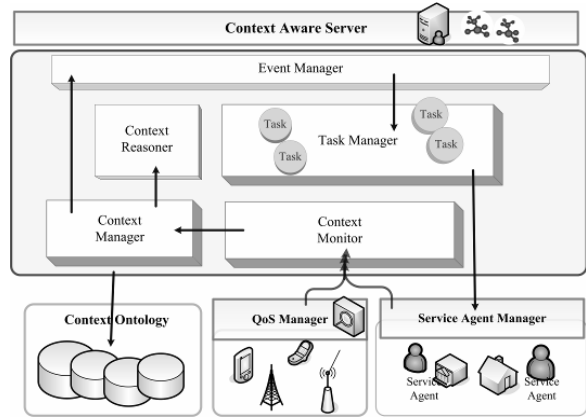 Context Aware Server
Event Manager
Context
Reasoner
Task
Task
Task Manager
Task
Task
Context
Manager
Context
Monitor
Context Ontology
QoS Manager
Service Agent Manager
Service
Agent
Service
Agent